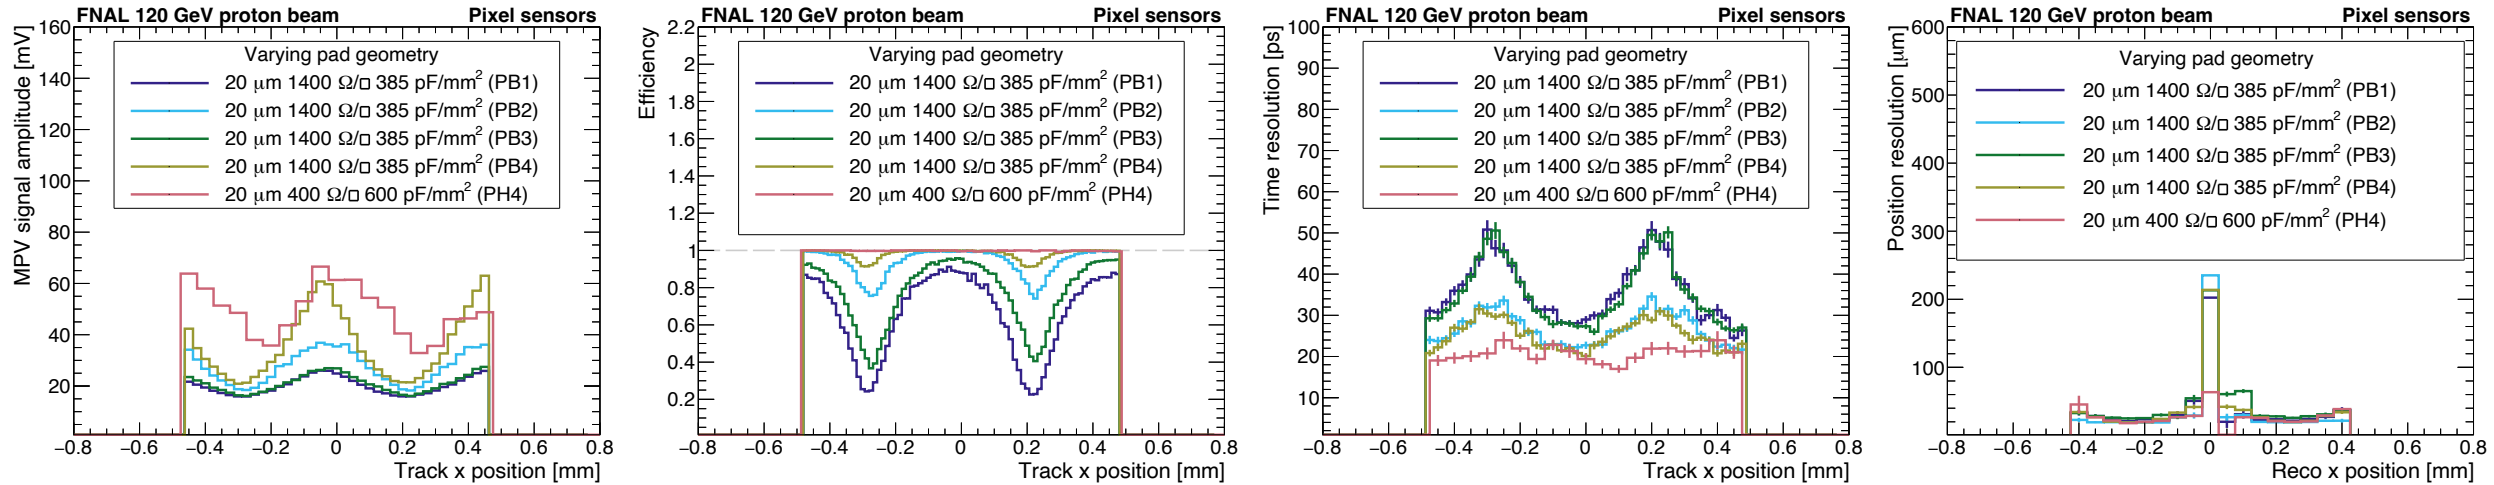 FNAL 120 GeV proton beam Pixel sensors
MPV signal amplitude [mV]
160
140
120
100
80
60
40
20
Varying pad geometry
20 μm 1400 Ω/□ 385 pF/mm² (PB1)
20 μm 1400 Ω/□ 385 pF/mm² (PB2)
20 μm 1400 Ω/□ 385 pF/mm² (PB3)
20 μm 1400 Ω/□ 385 pF/mm² (PB4)
20 μm 400 Ω/□ 600 pF/mm² (PH4)
−0.8 −0.6 −0.4 −0.2 0 0.2 0.4 0.6 0.8
Track x position [mm]
FNAL 120 GeV proton beam Pixel sensors
Efficiency
2.2
2
1.8
1.6
1.4
1.2
1
0.8
0.6
0.4
0.2
Varying pad geometry
20 μm 1400 Ω/□ 385 pF/mm² (PB1)
20 μm 1400 Ω/□ 385 pF/mm² (PB2)
20 μm 1400 Ω/□ 385 pF/mm² (PB3)
20 μm 1400 Ω/□ 385 pF/mm² (PB4)
20 μm 400 Ω/□ 600 pF/mm² (PH4)
−0.8 −0.6 −0.4 −0.2 0 0.2 0.4 0.6 0.8
Track x position [mm]
FNAL 120 GeV proton beam Pixel sensors
Time resolution [ps]
100
90
80
70
60
50
40
30
20
10
Varying pad geometry
20 μm 1400 Ω/□ 385 pF/mm² (PB1)
20 μm 1400 Ω/□ 385 pF/mm² (PB2)
20 μm 1400 Ω/□ 385 pF/mm² (PB3)
20 μm 1400 Ω/□ 385 pF/mm² (PB4)
20 μm 400 Ω/□ 600 pF/mm² (PH4)
−0.8 −0.6 −0.4 −0.2 0 0.2 0.4 0.6 0.8
Track x position [mm]
FNAL 120 GeV proton beam Pixel sensors
Position resolution [μm]
600
500
400
300
200
100
Varying pad geometry
20 μm 1400 Ω/□ 385 pF/mm² (PB1)
20 μm 1400 Ω/□ 385 pF/mm² (PB2)
20 μm 1400 Ω/□ 385 pF/mm² (PB3)
20 μm 1400 Ω/□ 385 pF/mm² (PB4)
20 μm 400 Ω/□ 600 pF/mm² (PH4)
−0.8 −0.6 −0.4 −0.2 0 0.2 0.4 0.6 0.8
Reco x position [mm]